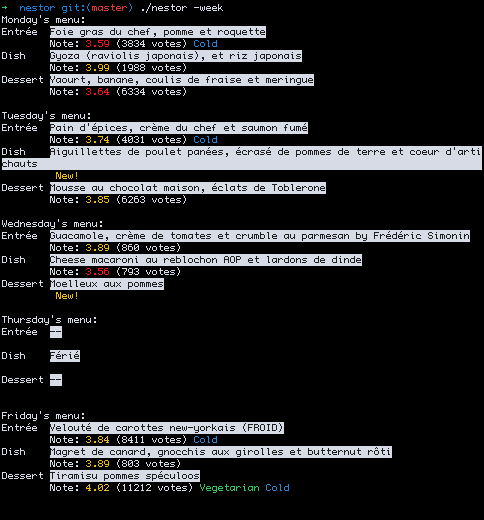 → nestor git:(master) ./nestor -week
Monday's menu:
Entrée Foie gras du chef, pomme et roquette
Note: 3.59 (3834 votes) Cold
Dish Gyoza (raviolis japonais), et riz japonais
Note: 3.99 (1988 votes)
Dessert Yaourt, banane, coulis de fraise et meringue
Note: 3.64 (6334 votes)
Tuesday's menu:
Entrée Pain d'épices, crème du chef et saumon fumé
Note: 3.74 (4031 votes) Cold
Dish Aiguillettes de poulet panées, écrasé de pommes de terre et coeur d'arti
chauts
New!
Dessert Mousse au chocolat maison, éclats de Toblerone
Note: 3.85 (6263 votes)
Wednesday's menu:
Entrée Guacamole, crème de tomates et crumble au parmesan by Frédéric Simonin
Note: 3.89 (860 votes)
Dish Cheese macaroni au reblochon AOP et lardons de dinde
Note: 3.56 (793 votes)
Dessert Moelleux aux pommes
New!
Thursday's menu:
Entrée --
Dish Férié
Dessert --
Friday's menu:
Entrée Velouté de carottes new-yorkais (FROID)
Note: 3.84 (8411 votes) Cold
Dish Magret de canard, gnocchis aux girolles et butternut rôti
Note: 3.89 (803 votes)
Dessert Tiramisu pommes spéculoos
Note: 4.02 (11212 votes) Vegetarian Cold